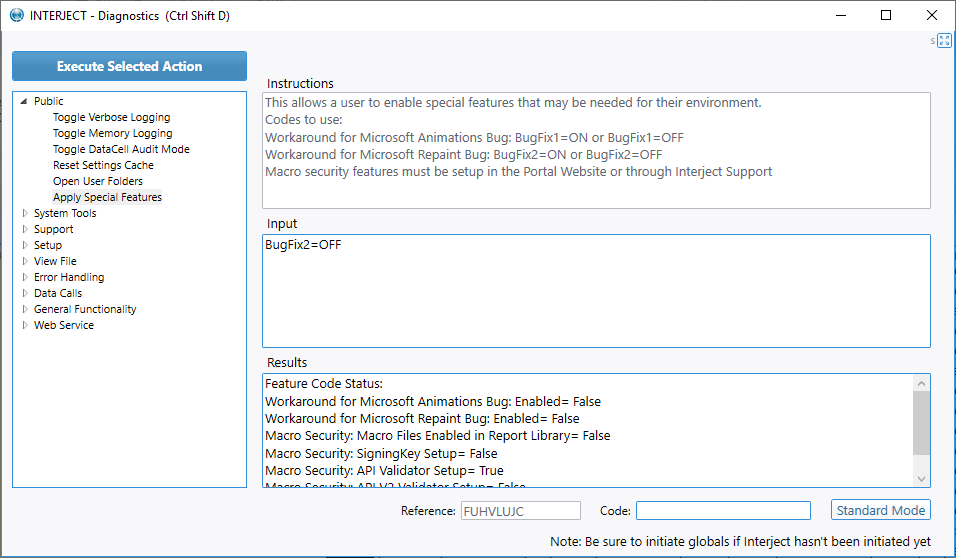 INTERJECT - Diagnostics (Ctrl Shift D)
s
Execute Selected Action
Public
Toggle Verbose Logging
Toggle Memory Logging
Toggle DataCell Audit Mode
Reset Settings Cache
Open User Folders
Apply Special Features
System Tools
Support
Setup
View File
Error Handling
Data Calls
General Functionality
Web Service
Instructions
This allows a user to enable special features that may be needed for their environment.
Codes to use:
Workaround for Microsoft Animations Bug: BugFix1=ON or BugFix1=OFF
Workaround for Microsoft Repaint Bug: BugFix2=ON or BugFix2=OFF
Macro security features must be setup in the Portal Website or through Interject Support
Input
BugFix2=OFF
Results
Feature Code Status:
Workaround for Microsoft Animations Bug: Enabled= False
Workaround for Microsoft Repaint Bug: Enabled= False
Macro Security: Macro Files Enabled in Report Library= False
Macro Security: SigningKey Setup= False
Macro Security: API Validator Setup= True
Macro Security: API V2 Validator Setup= False
Reference: FUHVLUJC Code: Standard Mode
Note: Be sure to initiate globals if Interject hasn't been initiated yet